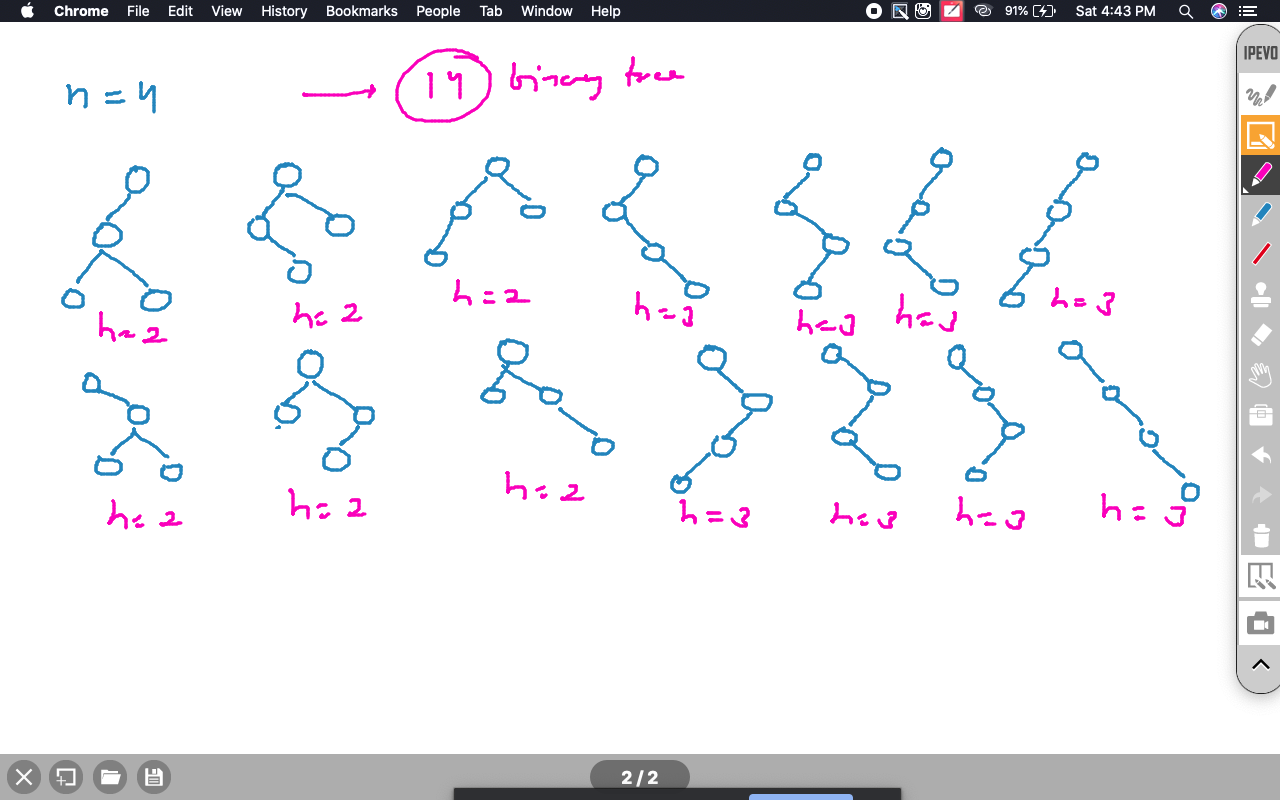 Chrome File Edit View History Bookmarks People Tab Window Help 91% Sat 4:43 PM
IPEVO
n = 4 14 binary tree
h = 2 h = 2 h = 2 h = 3 h = 3 h = 3 h = 3
h = 2 h = 2 h = 2 h = 3 h = 3 h = 3 h = 3
2 / 2